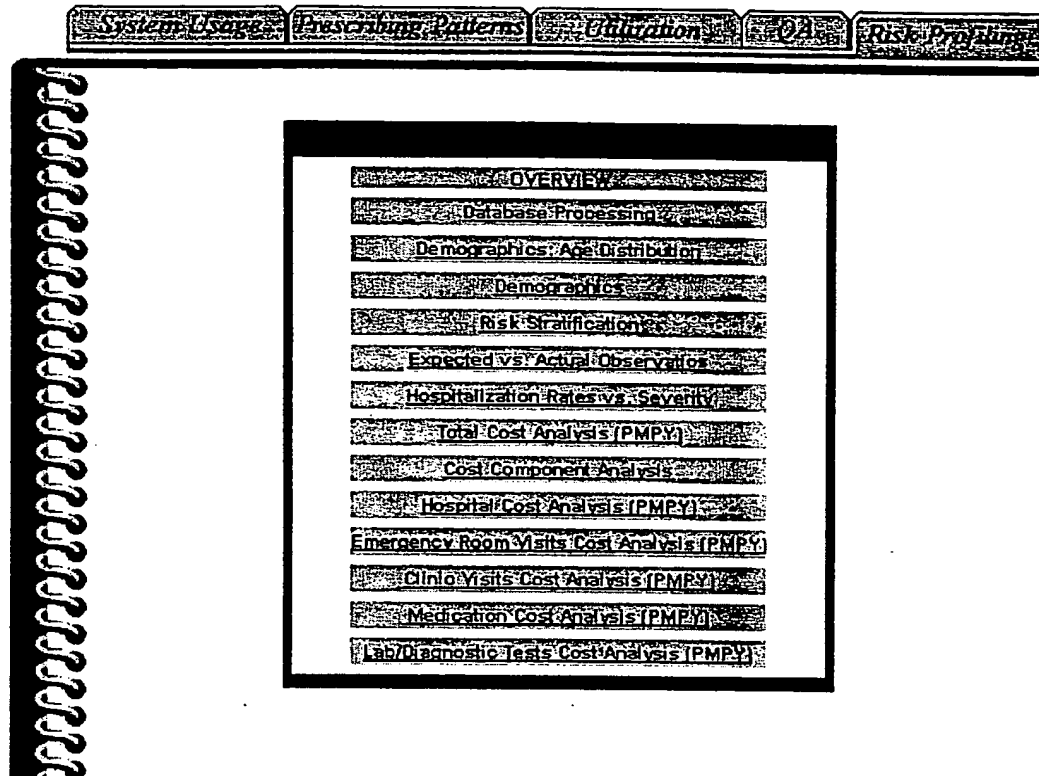 System Usage Prescribing Patterns Utilization QA Risk Profiling
OVERVIEW
Database Processing
Demographics: Age Distribution
Demographics
Risk Stratification
Expected vs. Actual Observatios
Hospitalization Rates vs. Severity
Total Cost Analysis (PMPY)
Cost Component Analysis
Hospital Cost Analysis (PMPY)
Emergency Room Visits Cost Analysis (PMPY)
Clinic Visits Cost Analysis (PMPY)
Medication Cost Analysis (PMPY)
Lab/Diagnostic Tests Cost Analysis (PMPY)